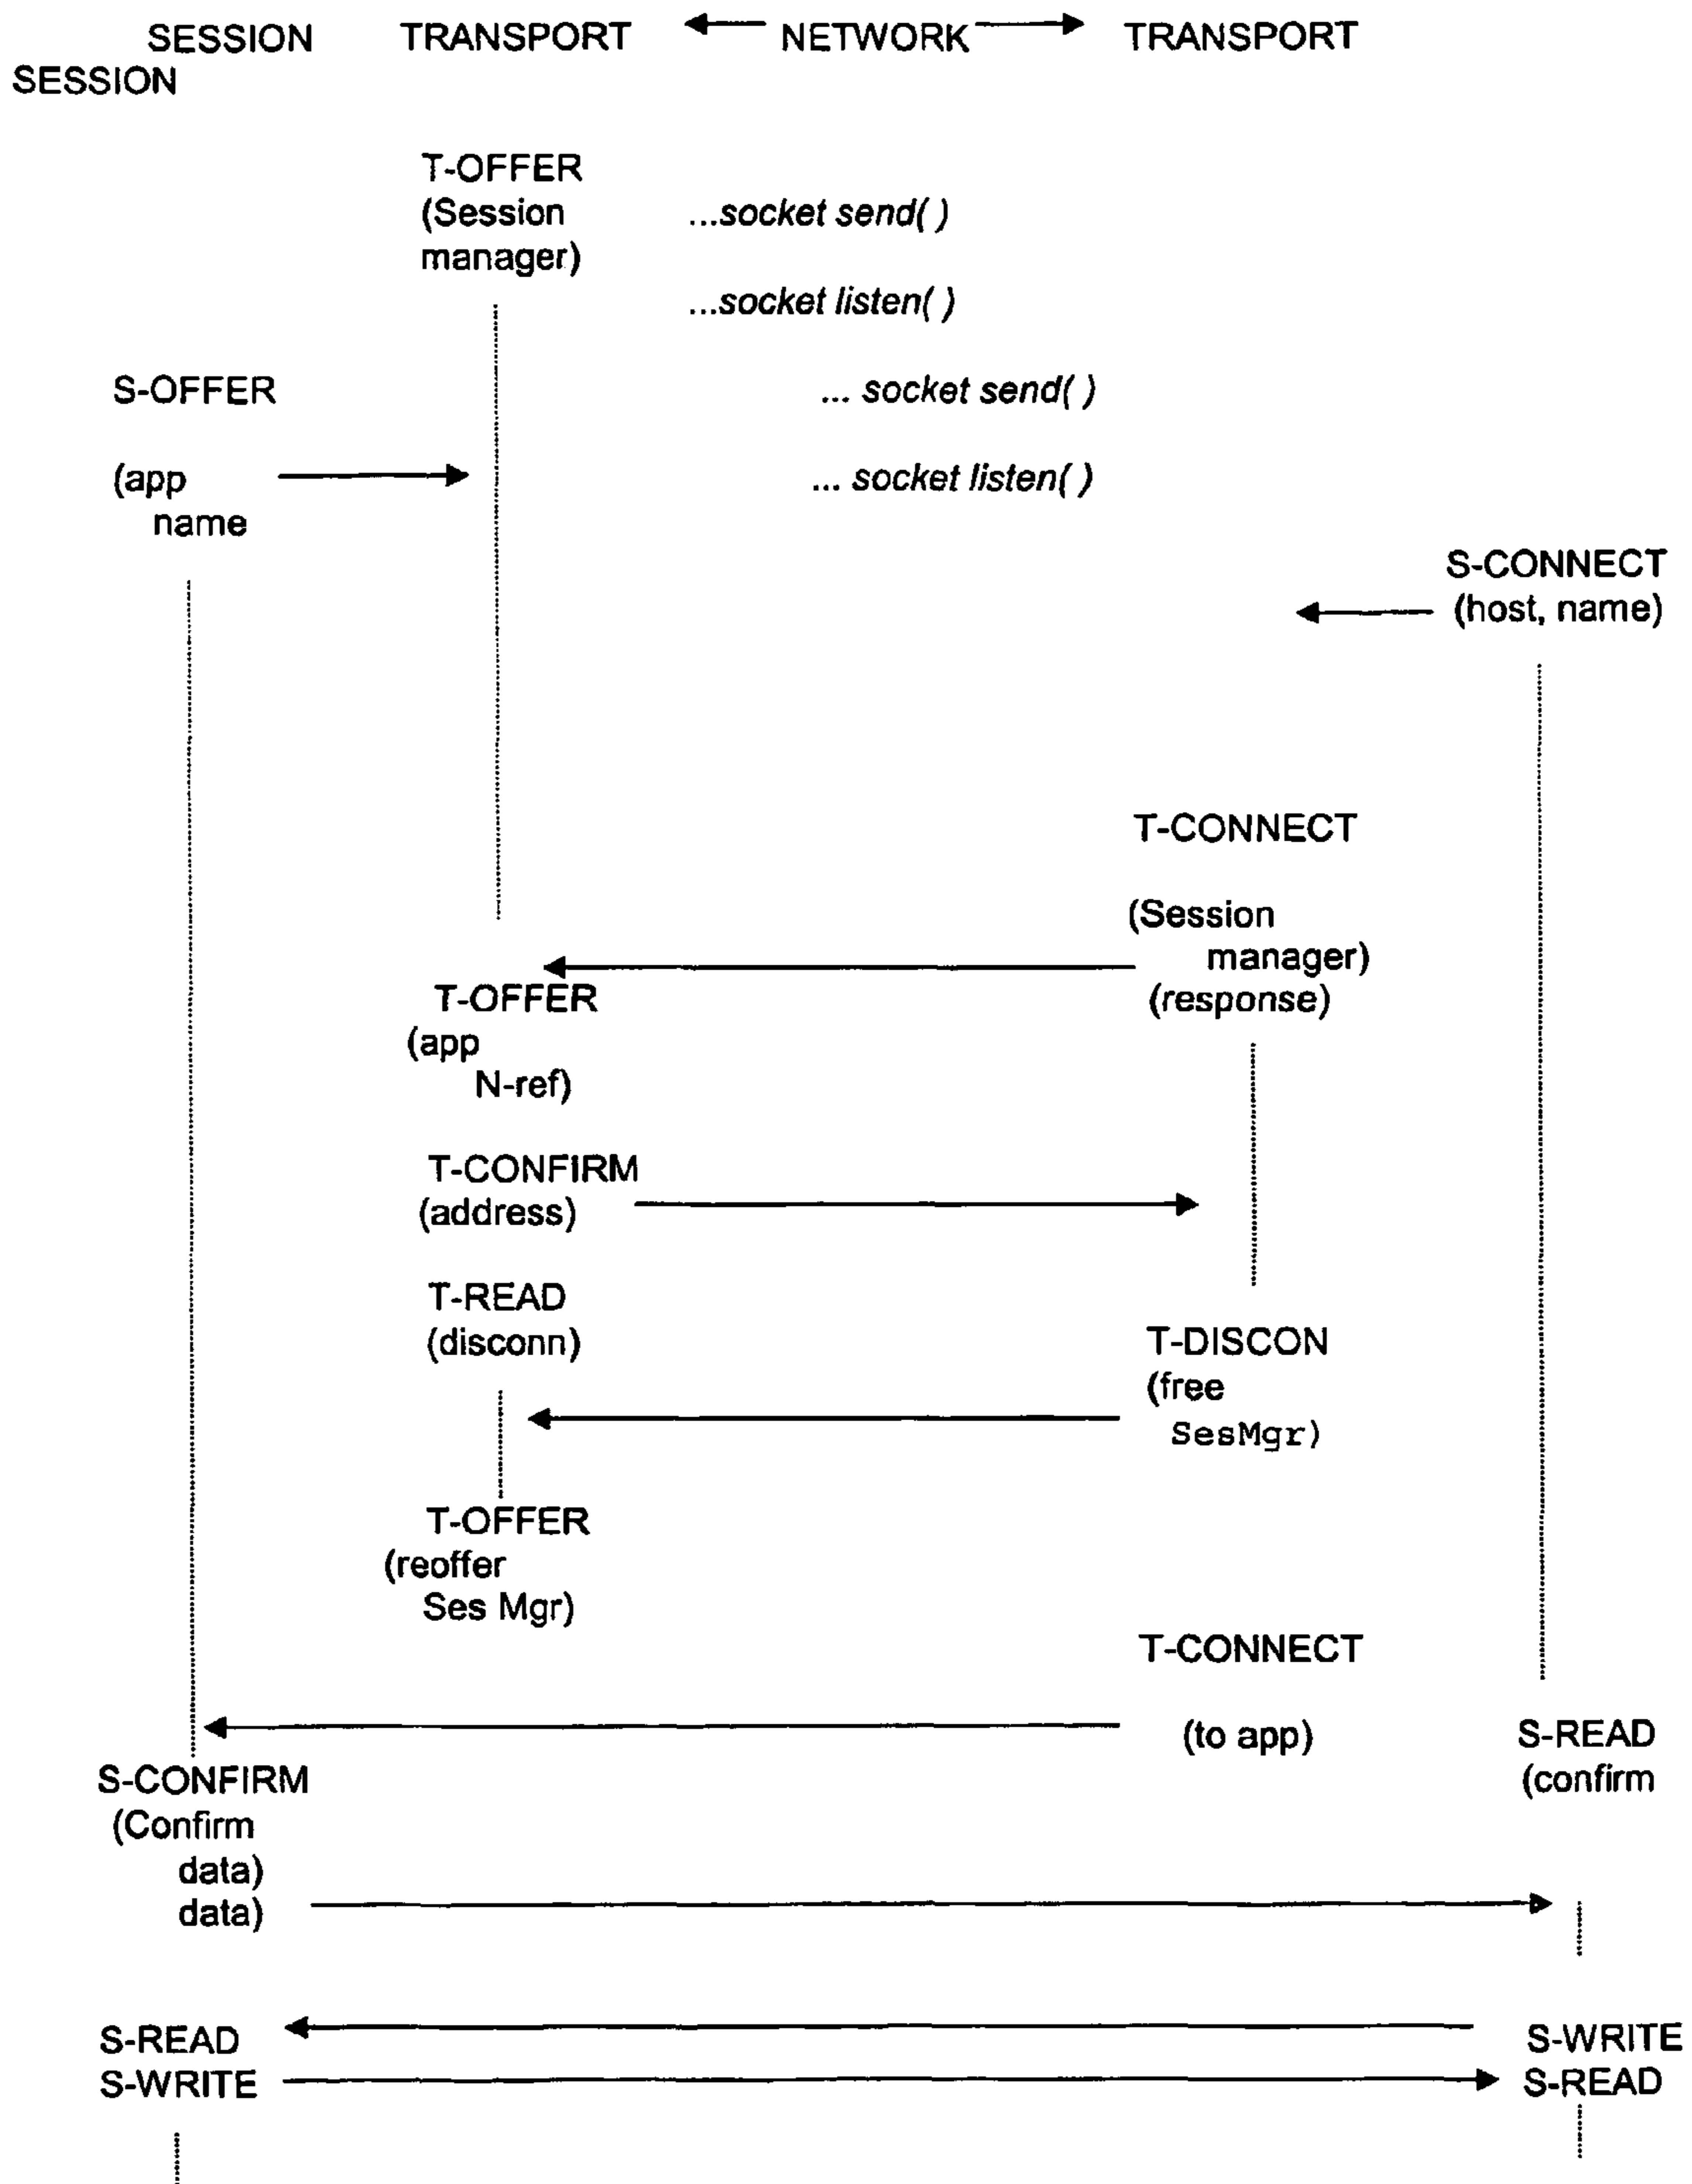 SESSION TRANSPORT NETWORK TRANSPORT
SESSION
T-OFFER
(Session ...socket send( )
manager)
...socket listen( )
S-OFFER ... socket send( )
(app ... socket listen( )
name
S-CONNECT
(host, name)
T-CONNECT
(Session
manager)
(response)
T-OFFER
(app
N-ref)
T-CONFIRM
(address)
T-READ
(disconn)
T-DISCON
(free
SesMgr)
T-OFFER
(reoffer
Ses Mgr)
T-CONNECT
(to app) S-READ
S-CONFIRM (confirm
(Confirm
data)
data)
S-READ S-WRITE
S-WRITE S-READ